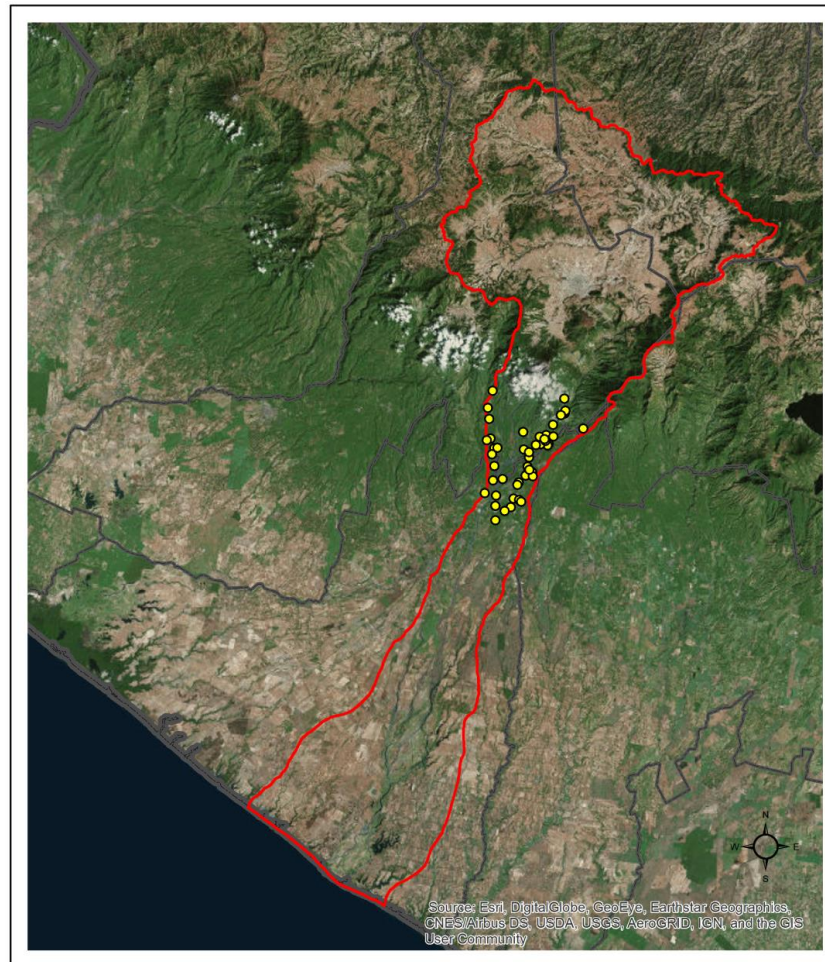 N
W E
S
Source: Esri, DigitalGlobe, GeoEye, Earthstar Geographics,
CNES/Airbus DS, USDA, USGS, AeroGRID, IGN, and the GIS
User Community